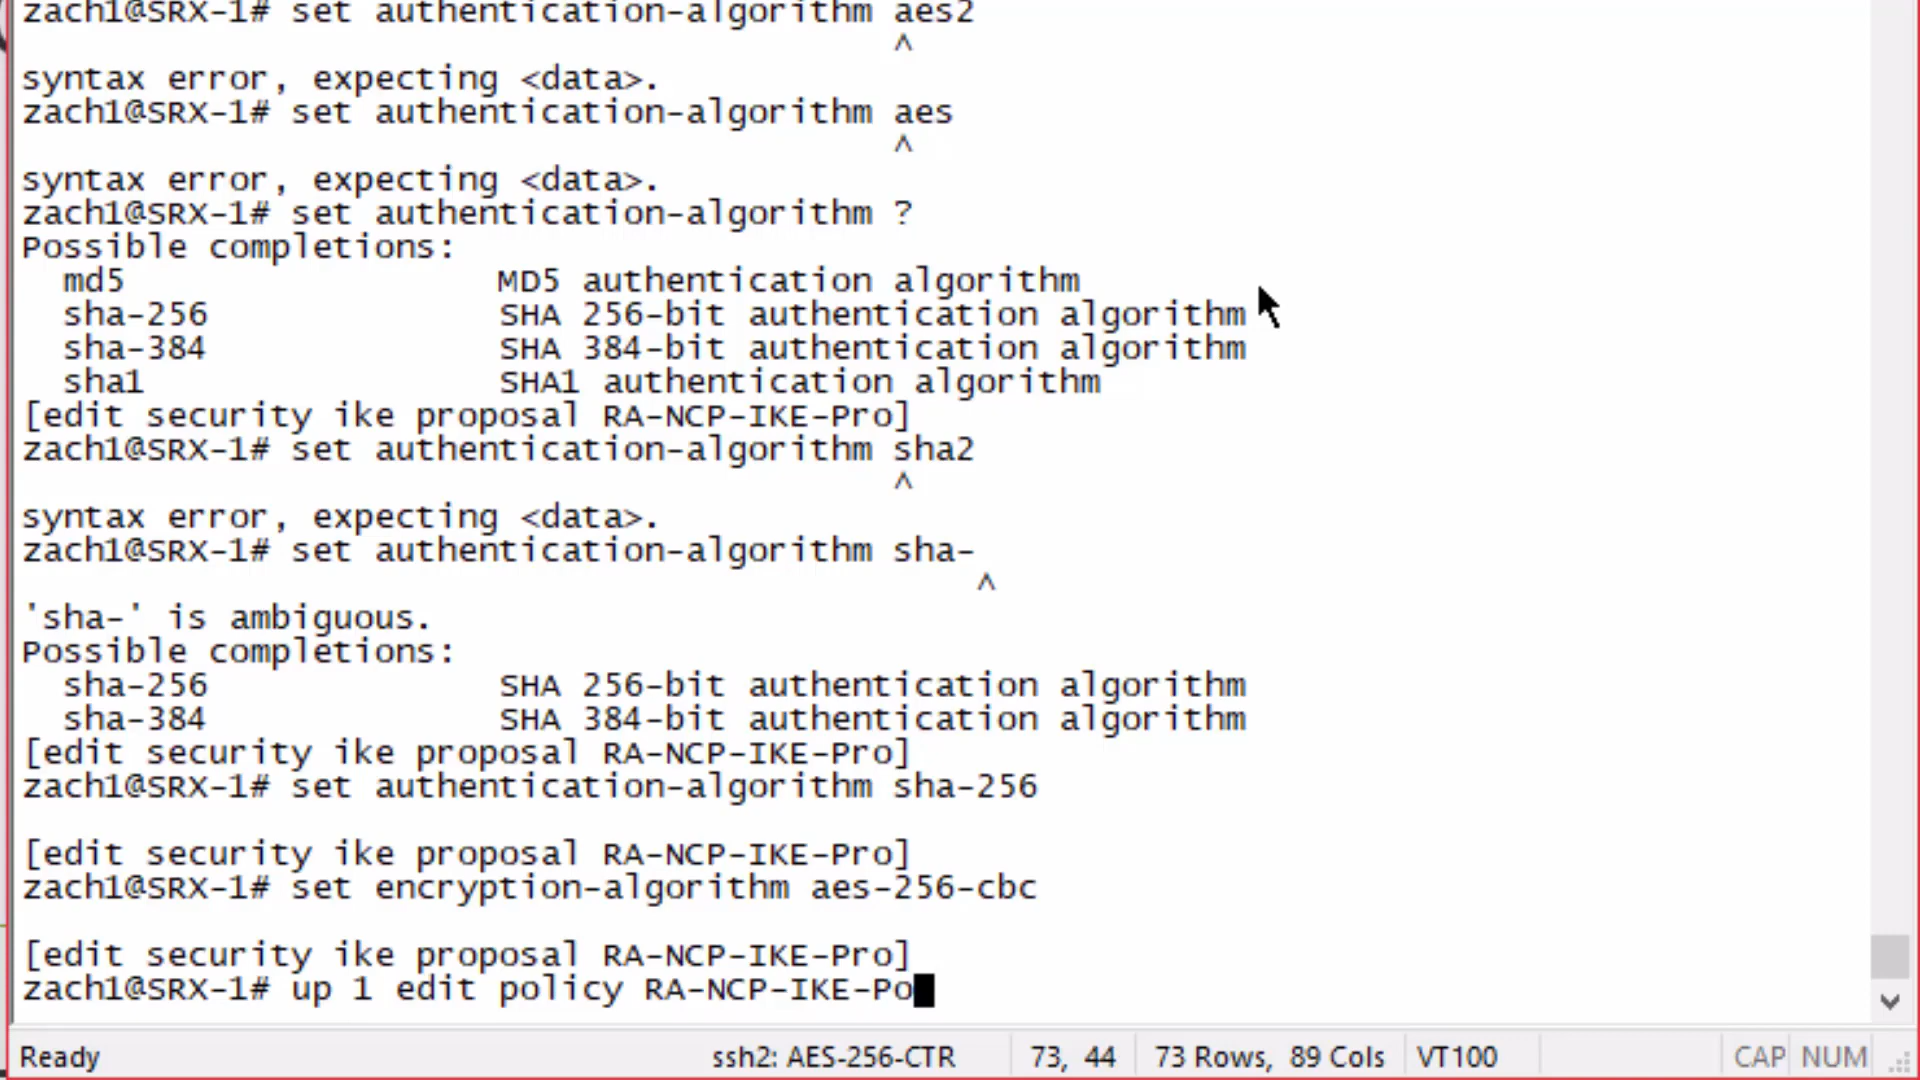 zach1@SRX-1# set authentication-algorithm aes2
^
syntax error, expecting <data>.
zach1@SRX-1# set authentication-algorithm aes
^
syntax error, expecting <data>.
zach1@SRX-1# set authentication-algorithm ?
Possible completions:
md5 MD5 authentication algorithm
sha-256 SHA 256-bit authentication algorithm
sha-384 SHA 384-bit authentication algorithm
sha1 SHA1 authentication algorithm
[edit security ike proposal RA-NCP-IKE-Pro]
zach1@SRX-1# set authentication-algorithm sha2
^
syntax error, expecting <data>.
zach1@SRX-1# set authentication-algorithm sha-
^
'sha-' is ambiguous.
Possible completions:
sha-256 SHA 256-bit authentication algorithm
sha-384 SHA 384-bit authentication algorithm
[edit security ike proposal RA-NCP-IKE-Pro]
zach1@SRX-1# set authentication-algorithm sha-256
[edit security ike proposal RA-NCP-IKE-Pro]
zach1@SRX-1# set encryption-algorithm aes-256-cbc
[edit security ike proposal RA-NCP-IKE-Pro]
zach1@SRX-1# up 1 edit policy RA-NCP-IKE-Po
Ready ssh2: AES-256-CTR 73, 44 73 Rows, 89 Cols VT100 CAP NUM